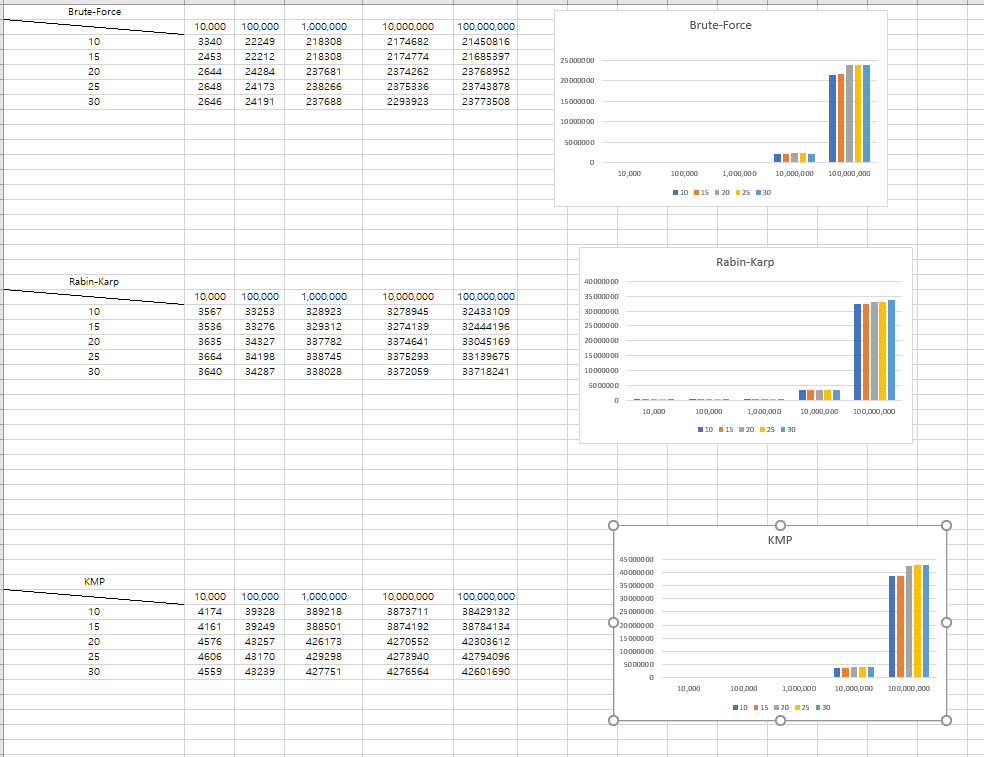 Brute-Force
10,000 100,000 1,000,000 10,000,000 100,000,000
10 3340 22249 218308 2174682 21450816
15 2453 22212 218308 2174774 21685397
20 2644 24284 237681 2374262 23768952
25 2648 24173 238266 2375336 23743878
30 2646 24191 237688 2293923 23773508
Brute-Force
25000000
20000000
15000000
10000000
5000000
0
10,000 100,000 1,000,000 10,000,000 100,000,000
10 15 20 25 30
Rabin-Karp
10,000 100,000 1,000,000 10,000,000 100,000,000
10 3567 33253 328923 3278945 32433109
15 3536 33276 329312 3274139 32444196
20 3635 34327 337782 3374641 33045169
25 3664 34198 338745 3375293 33139675
30 3640 34287 338028 3372059 33718241
Rabin-Karp
40000000
35000000
30000000
25000000
20000000
15000000
10000000
5000000
0
10,000 100,000 1,000,000 10,000,000 100,000,000
10 15 20 25 30
KMP
10,000 100,000 1,000,000 10,000,000 100,000,000
10 4174 39328 389218 3873711 38429132
15 4161 39249 388501 3874192 38784134
20 4576 43257 426173 4270552 42303612
25 4606 43170 429298 4273940 42794096
30 4559 43239 427751 4276564 42601690
KMP
45000000
40000000
35000000
30000000
25000000
20000000
15000000
10000000
5000000
0
10,000 100,000 1,000,000 10,000,000 100,000,000
10 15 20 25 30